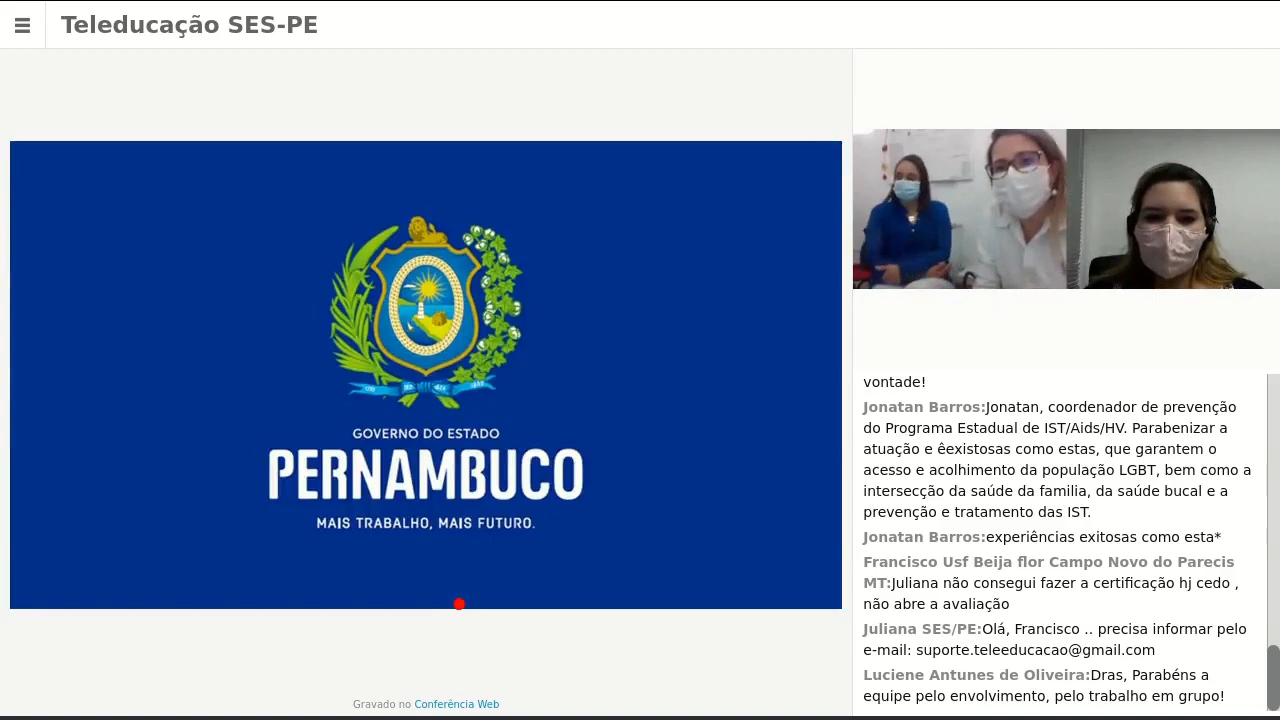 Teleducação SES-PE
GOVERNO DO ESTADO
PERNAMBUCO
MAIS TRABALHO, MAIS FUTURO.
Gravado no Conferência Web
vontade!
Jonatan Barros:Jonatan, coordenador de prevenção
do Programa Estadual de IST/Aids/HV. Parabenizar a
atuação e êexistosas como estas, que garantem o
acesso e acolhimento da população LGBT, bem como a
intersecção da saúde da familia, da saúde bucal e a
prevenção e tratamento das IST.
Jonatan Barros:experiências exitosas como esta*
Francisco Usf Beija flor Campo Novo do Parecis
MT:Juliana não consegui fazer a certificação hj cedo ,
não abre a avaliação
Juliana SES/PE:Olá, Francisco .. precisa informar pelo
e-mail: suporte.teleeducacao@gmail.com
Luciene Antunes de Oliveira:Dras, Parabéns a
equipe pelo envolvimento, pelo trabalho em grupo!